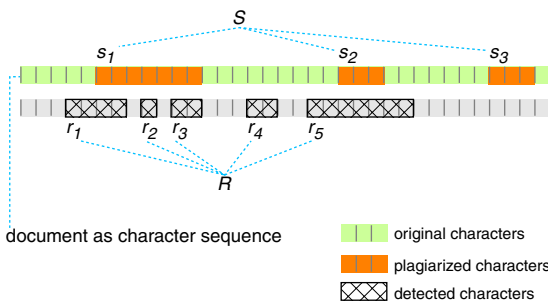 S
s1 s2 s3
r1 r2 r3 r4 r5
R
document as character sequence
original characters
plagiarized characters
detected characters